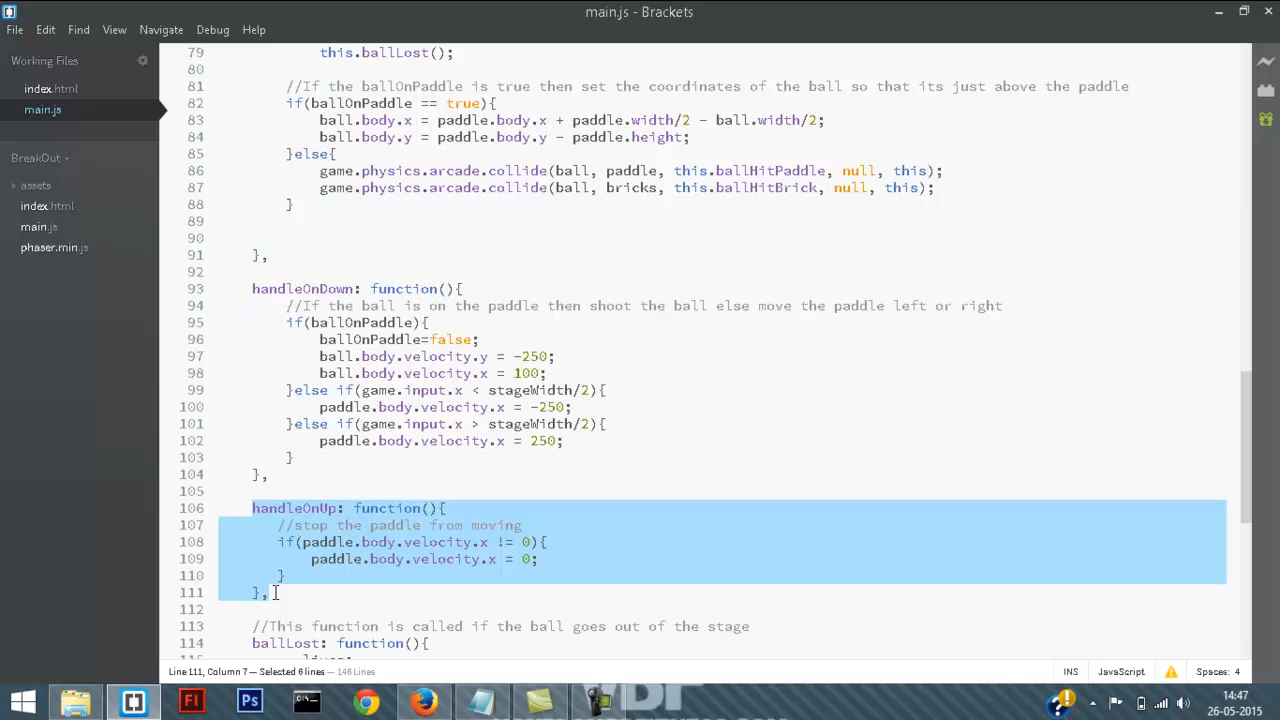 main.js - Brackets
File Edit Find View Navigate Debug Help
Working Files
index.html
main.js
BreakOut
assets
index.html
main.js
phaser.min.js
79 this.ballLost();
80
81 //If the ballOnPaddle is true then set the coordinates of the ball so that its just above the paddle
82 if(ballOnPaddle == true){
83 ball.body.x = paddle.body.x + paddle.width/2 - ball.width/2;
84 ball.body.y = paddle.body.y - paddle.height;
85 }else{
86 game.physics.arcade.collide(ball, paddle, this.ballHitPaddle, null, this);
87 game.physics.arcade.collide(ball, bricks, this.ballHitBrick, null, this);
88 }
89
90
91 },
92
93 handleOnDown: function(){
94 //If the ball is on the paddle then shoot the ball else move the paddle left or right
95 if(ballOnPaddle){
96 ballOnPaddle=false;
97 ball.body.velocity.y = -250;
98 ball.body.velocity.x = 100;
99 }else if(game.input.x < stageWidth/2){
100 paddle.body.velocity.x = -250;
101 }else if(game.input.x > stageWidth/2){
102 paddle.body.velocity.x = 250;
103 }
104 },
105
106 handleOnUp: function(){
107 //stop the paddle from moving
108 if(paddle.body.velocity.x != 0){
109 paddle.body.velocity.x = 0;
110 }
111 },
112
113 //This function is called if the ball goes out of the stage
114 ballLost: function(){
Line 111, Column 7 — Selected 6 lines — 146 Lines
INS JavaScript Spaces: 4
Fl Ps
14:47
26-05-2015